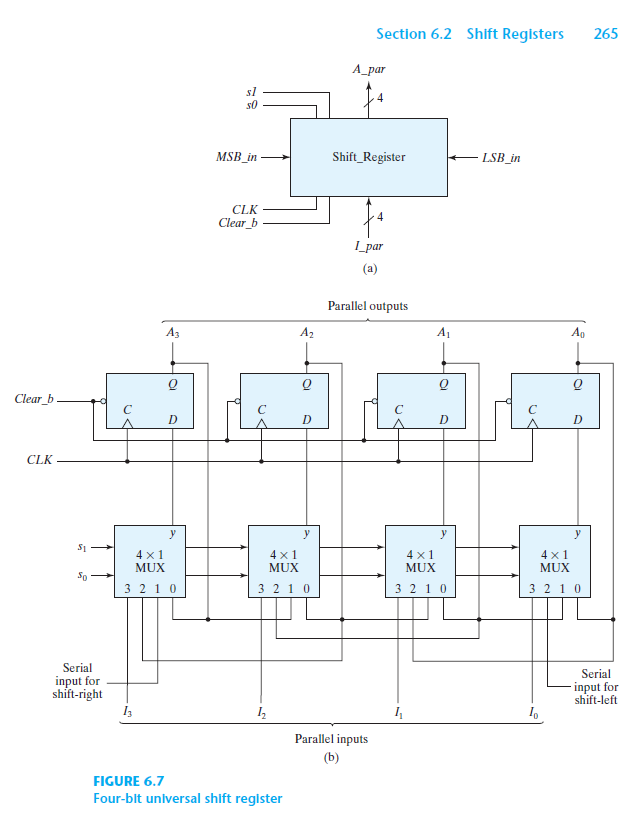 Section 6.2 Shift Registers 265
A_par
s1
s0
4
MSB_in
Shift_Register
LSB_in
CLK
Clear_b
4
I_par
(a)
Parallel outputs
A3 A2 A1 A0
Clear_b
Q Q Q Q
C D C D C D C D
CLK
y y y y
s1
s0
4 × 1 4 × 1 4 × 1 4 × 1
MUX MUX MUX MUX
3 2 1 0 3 2 1 0 3 2 1 0 3 2 1 0
Serial
input for
shift-right
Serial
input for
shift-left
I3 I2 I1 I0
Parallel inputs
(b)
FIGURE 6.7
Four-bit universal shift register